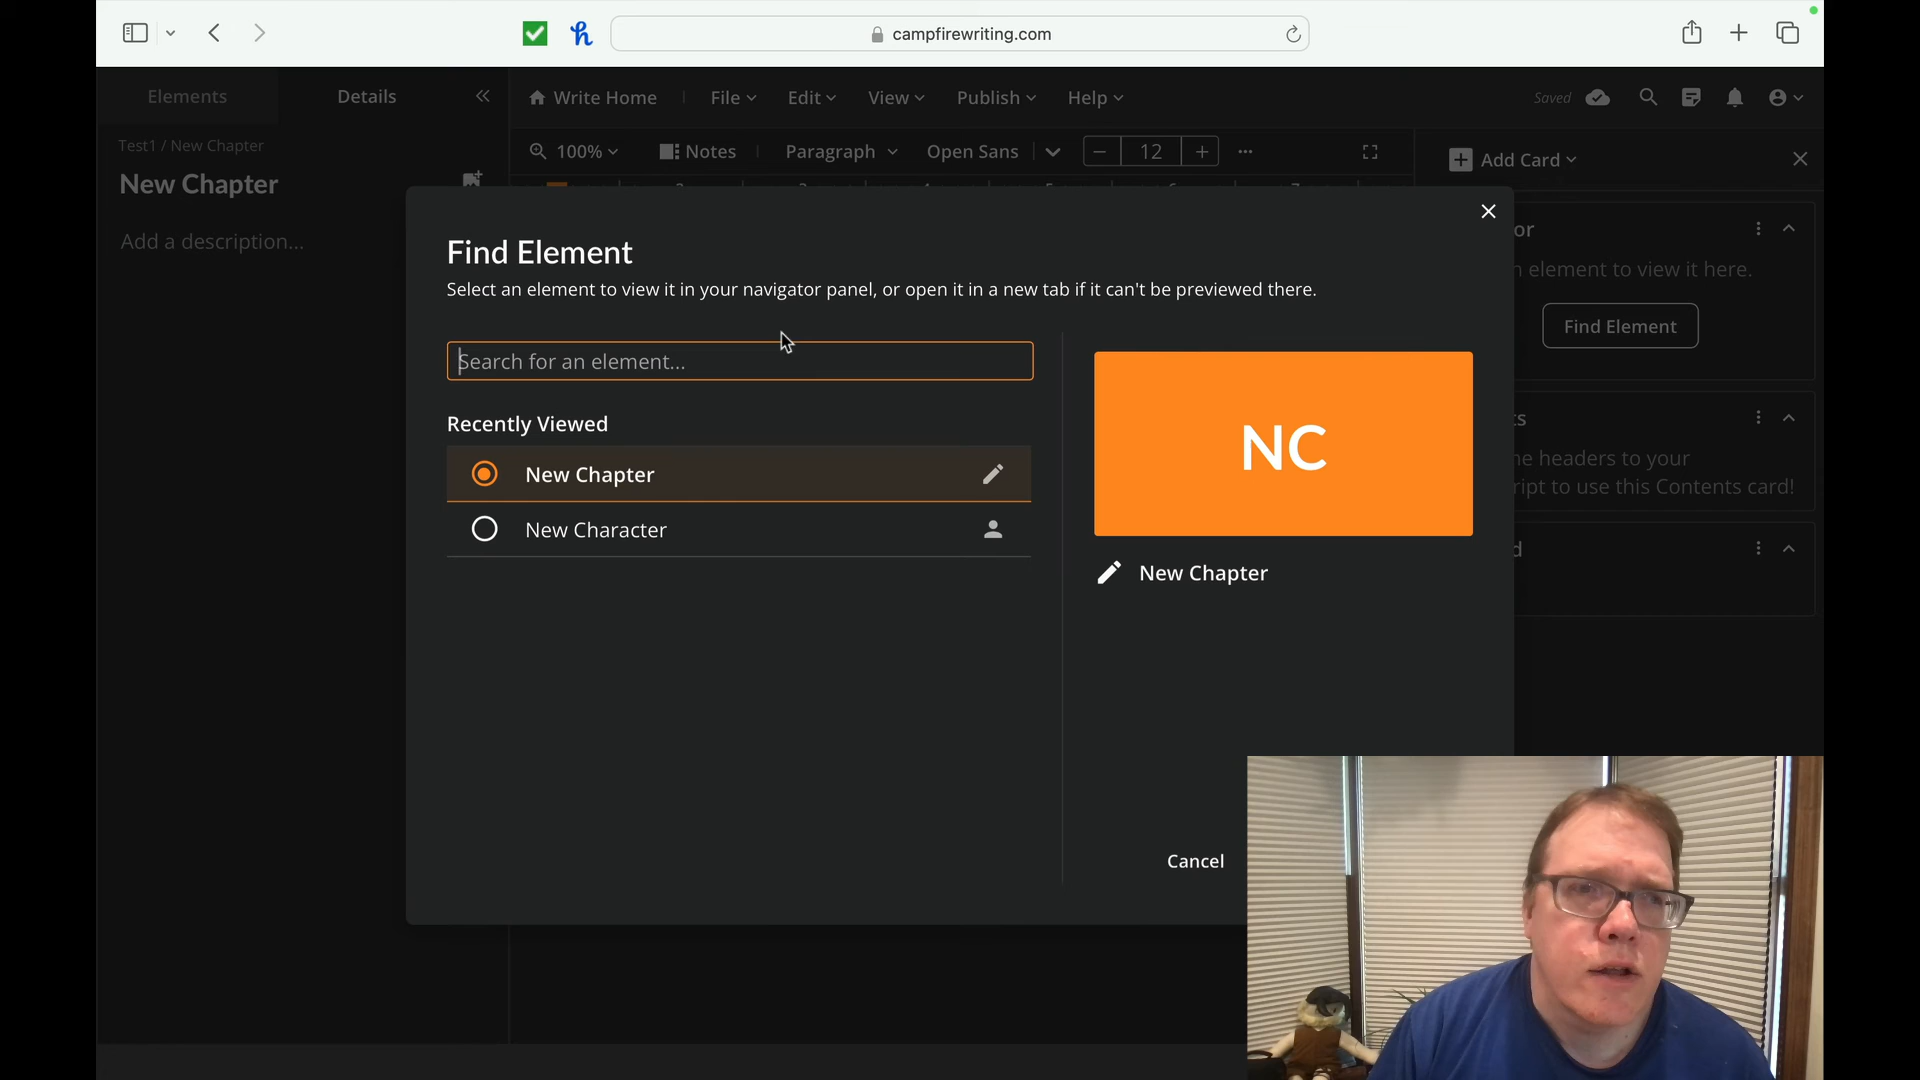 campfirewriting.com
Elements
Details
Write Home
File
Edit
View
Publish
Help
Saved
Test1 / New Chapter
100%
Notes
Paragraph
Open Sans
12
Add Card
New Chapter
Add a description...
Find Element
Select an element to view it in your navigator panel, or open it in a new tab if it can't be previewed there.
Search for an element...
Recently Viewed
New Chapter
New Character
NC
New Chapter
Cancel
or
element to view it here.
Find Element
ts
e headers to your
ript to use this Contents card!
d